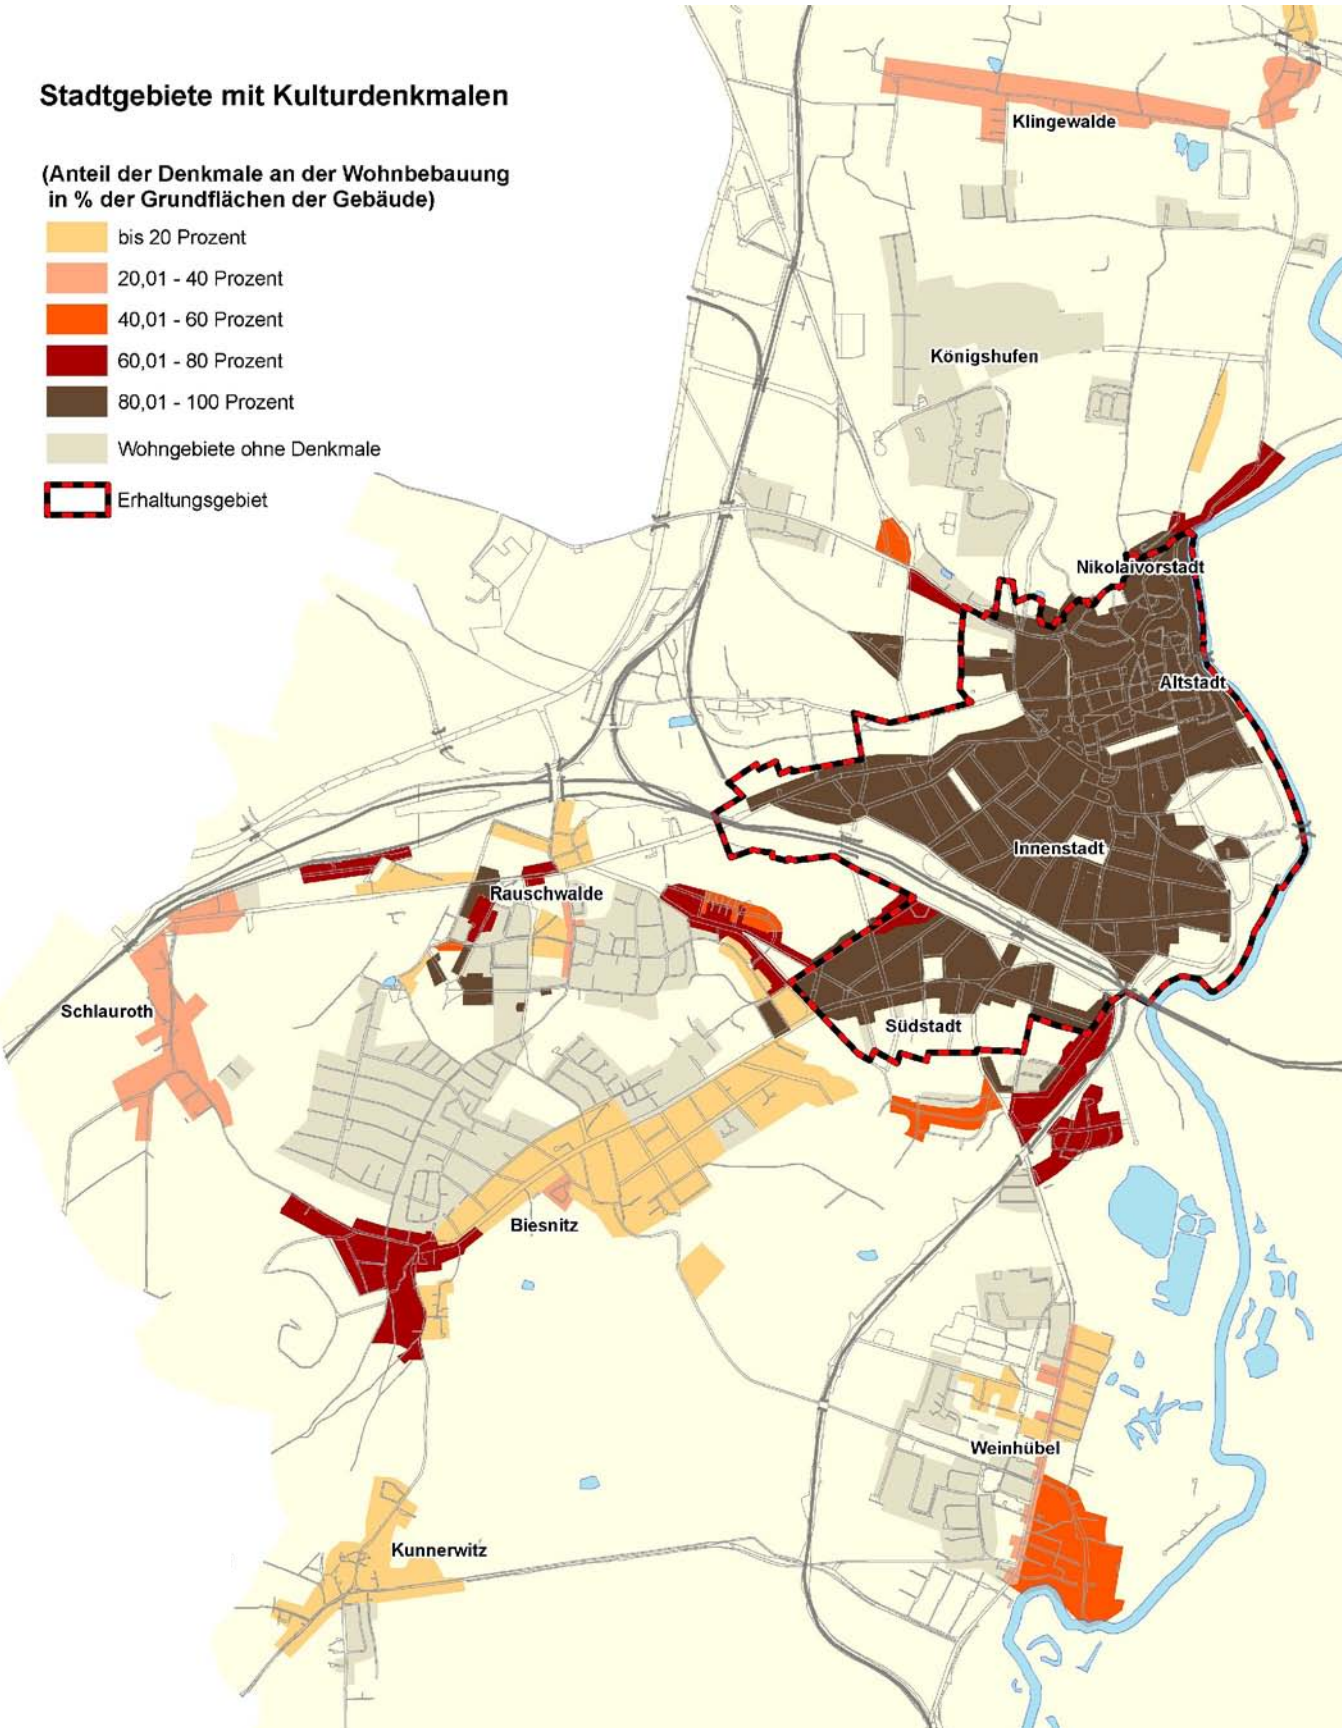 Stadtgebiete mit Kulturdenkmalen
(Anteil der Denkmale an der Wohnbebauung
in % der Grundflächen der Gebäude)
bis 20 Prozent
20,01 - 40 Prozent
40,01 - 60 Prozent
60,01 - 80 Prozent
80,01 - 100 Prozent
Wohngebiete ohne Denkmale
Erhaltungsgebiet
Klingewalde
Königshufen
Nikolaivorstadt
Altstadt
Innenstadt
Rauschwalde
Schlauroth
Südstadt
Biesnitz
Weinhübel
Kunnerwitz